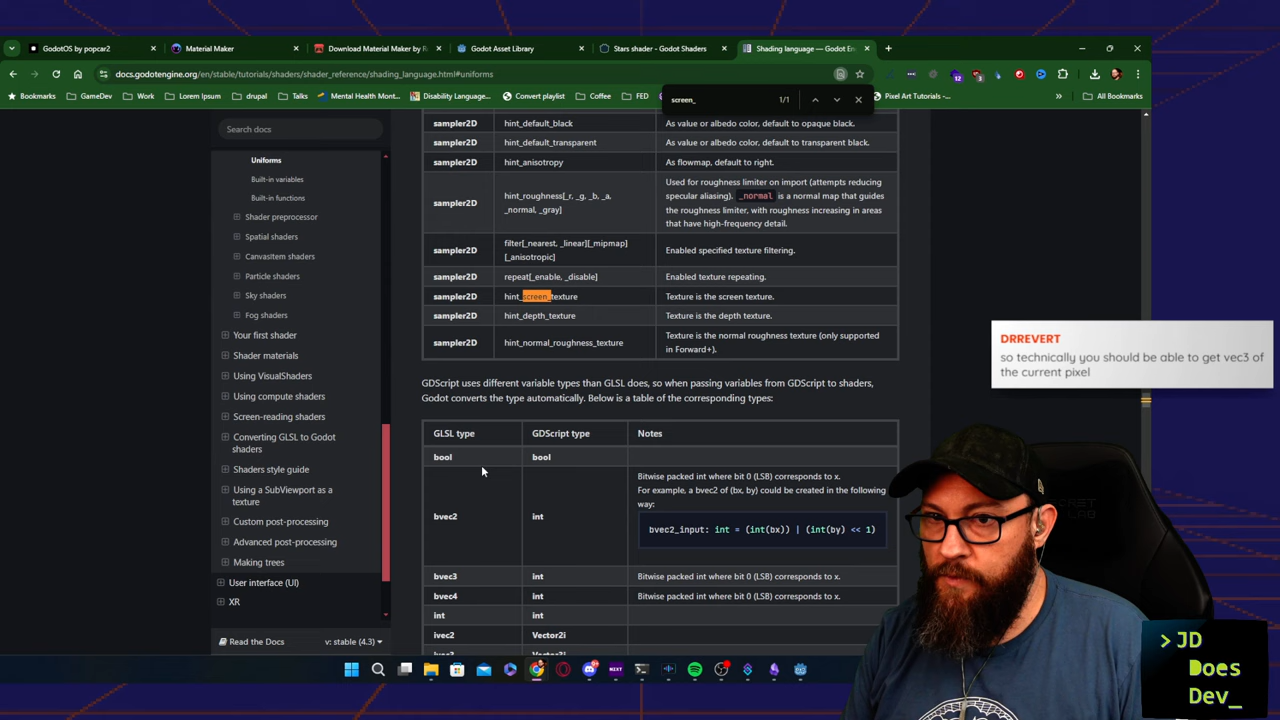 GodotOS by popcar2
Material Maker
Download Material Maker by R
Godot Asset Library
Stars shader - Godot Shaders
Shading language — Godot En
docs.godotengine.org/en/stable/tutorials/shaders/shader_reference/shading_language.html#uniforms
Bookmarks
GameDev
Work
Lorem Ipsum
drupal
Talks
Mental Health Mont...
Disability Language...
Convert playlist
Coffee
FED
Pixel Art Tutorials -...
All Bookmarks
screen_
1/1
Search docs
Uniforms
Built-in variables
Built-in functions
Shader preprocessor
Spatial shaders
CanvasItem shaders
Particle shaders
Sky shaders
Fog shaders
Your first shader
Shader materials
Using VisualShaders
Using compute shaders
Screen-reading shaders
Converting GLSL to Godot
shaders
Shaders style guide
Using a SubViewport as a
texture
Custom post-processing
Advanced post-processing
Making trees
User interface (UI)
XR
Read the Docs
v: stable (4.3)
sampler2D hint_default_black As value or albedo color, default to opaque black.
sampler2D hint_default_transparent As value or albedo color, default to transparent black.
sampler2D hint_anisotropy As flowmap, default to right.
sampler2D hint_roughness[_r, _g, _b, _a,
_normal, _gray]
Used for roughness limiter on import (attempts reducing
specular aliasing). _normal is a normal map that guides
the roughness limiter, with roughness increasing in areas
that have high-frequency detail.
sampler2D filter[_nearest, _linear][_mipmap]
[_anisotropic]
Enabled specified texture filtering.
sampler2D repeat[_enable, _disable] Enabled texture repeating.
sampler2D hint_screen_texture Texture is the screen texture.
sampler2D hint_depth_texture Texture is the depth texture.
sampler2D hint_normal_roughness_texture
Texture is the normal roughness texture (only supported
in Forward+).
GDScript uses different variable types than GLSL does, so when passing variables from GDScript to shaders,
Godot converts the type automatically. Below is a table of the corresponding types:
GLSL type GDScript type Notes
bool bool
bvec2 int
Bitwise packed int where bit 0 (LSB) corresponds to x.
For example, a bvec2 of (bx, by) could be created in the following
way:
bvec2_input: int = (int(bx)) | (int(by) << 1)
bvec3 int Bitwise packed int where bit 0 (LSB) corresponds to x.
bvec4 int Bitwise packed int where bit 0 (LSB) corresponds to x.
int int
ivec2 Vector2i
DRREVERT
so technically you should be able to get vec3 of
the current pixel
> JD
Does
Dev_